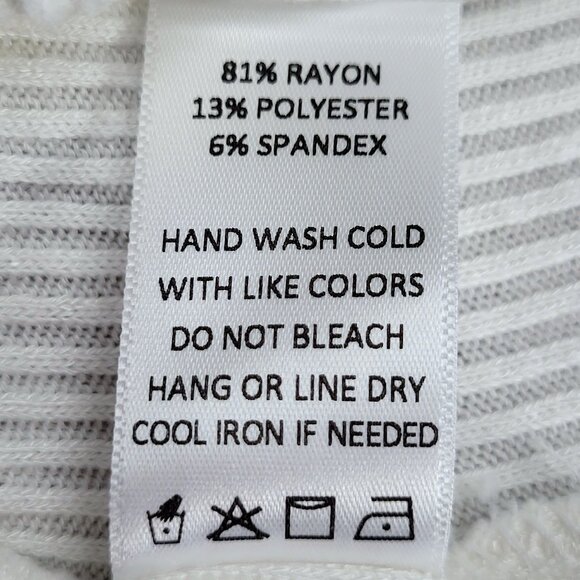 81% RAYON
13% POLYESTER
6% SPANDEX
HAND WASH COLD
WITH LIKE COLORS
DO NOT BLEACH
HANG OR LINE DRY
COOL IRON IF NEEDED